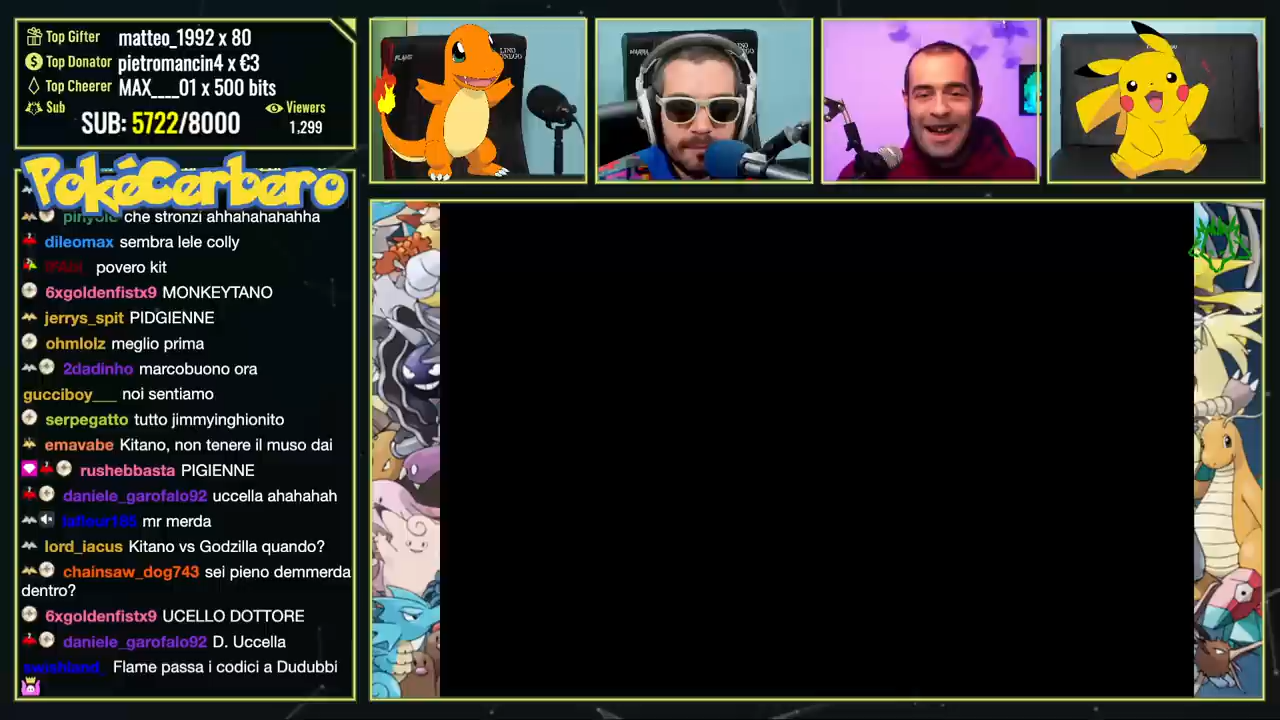 Top Gifter matteo_1992 x 80
Top Donator pietromancin4 x €3
Top Cheerer MAX____01 x 500 bits
Sub
Viewers
SUB: 5722/8000
1,299
PokéCerbero
che stronzi ahhahahahahha
dileomax sembra lele colly
povero kit
6xgoldenfistx9 MONKEYTANO
jerrys_spit PIDGIENNE
ohmlolz meglio prima
2dadinho marcobuono ora
gucciboy___ noi sentiamo
serpegatto tutto jimmyinghionito
emavabe Kitano, non tenere il muso dai
rushebbasta PIGIENNE
daniele_garofalo92 uccella ahahahah
mr merda
lord_iacus Kitano vs Godzilla quando?
chainsaw_dog743 sei pieno demmerda
dentro?
6xgoldenfistx9 UCELLO DOTTORE
daniele_garofalo92 D. Uccella
swishland_ Flame passa i codici a Dudubbi